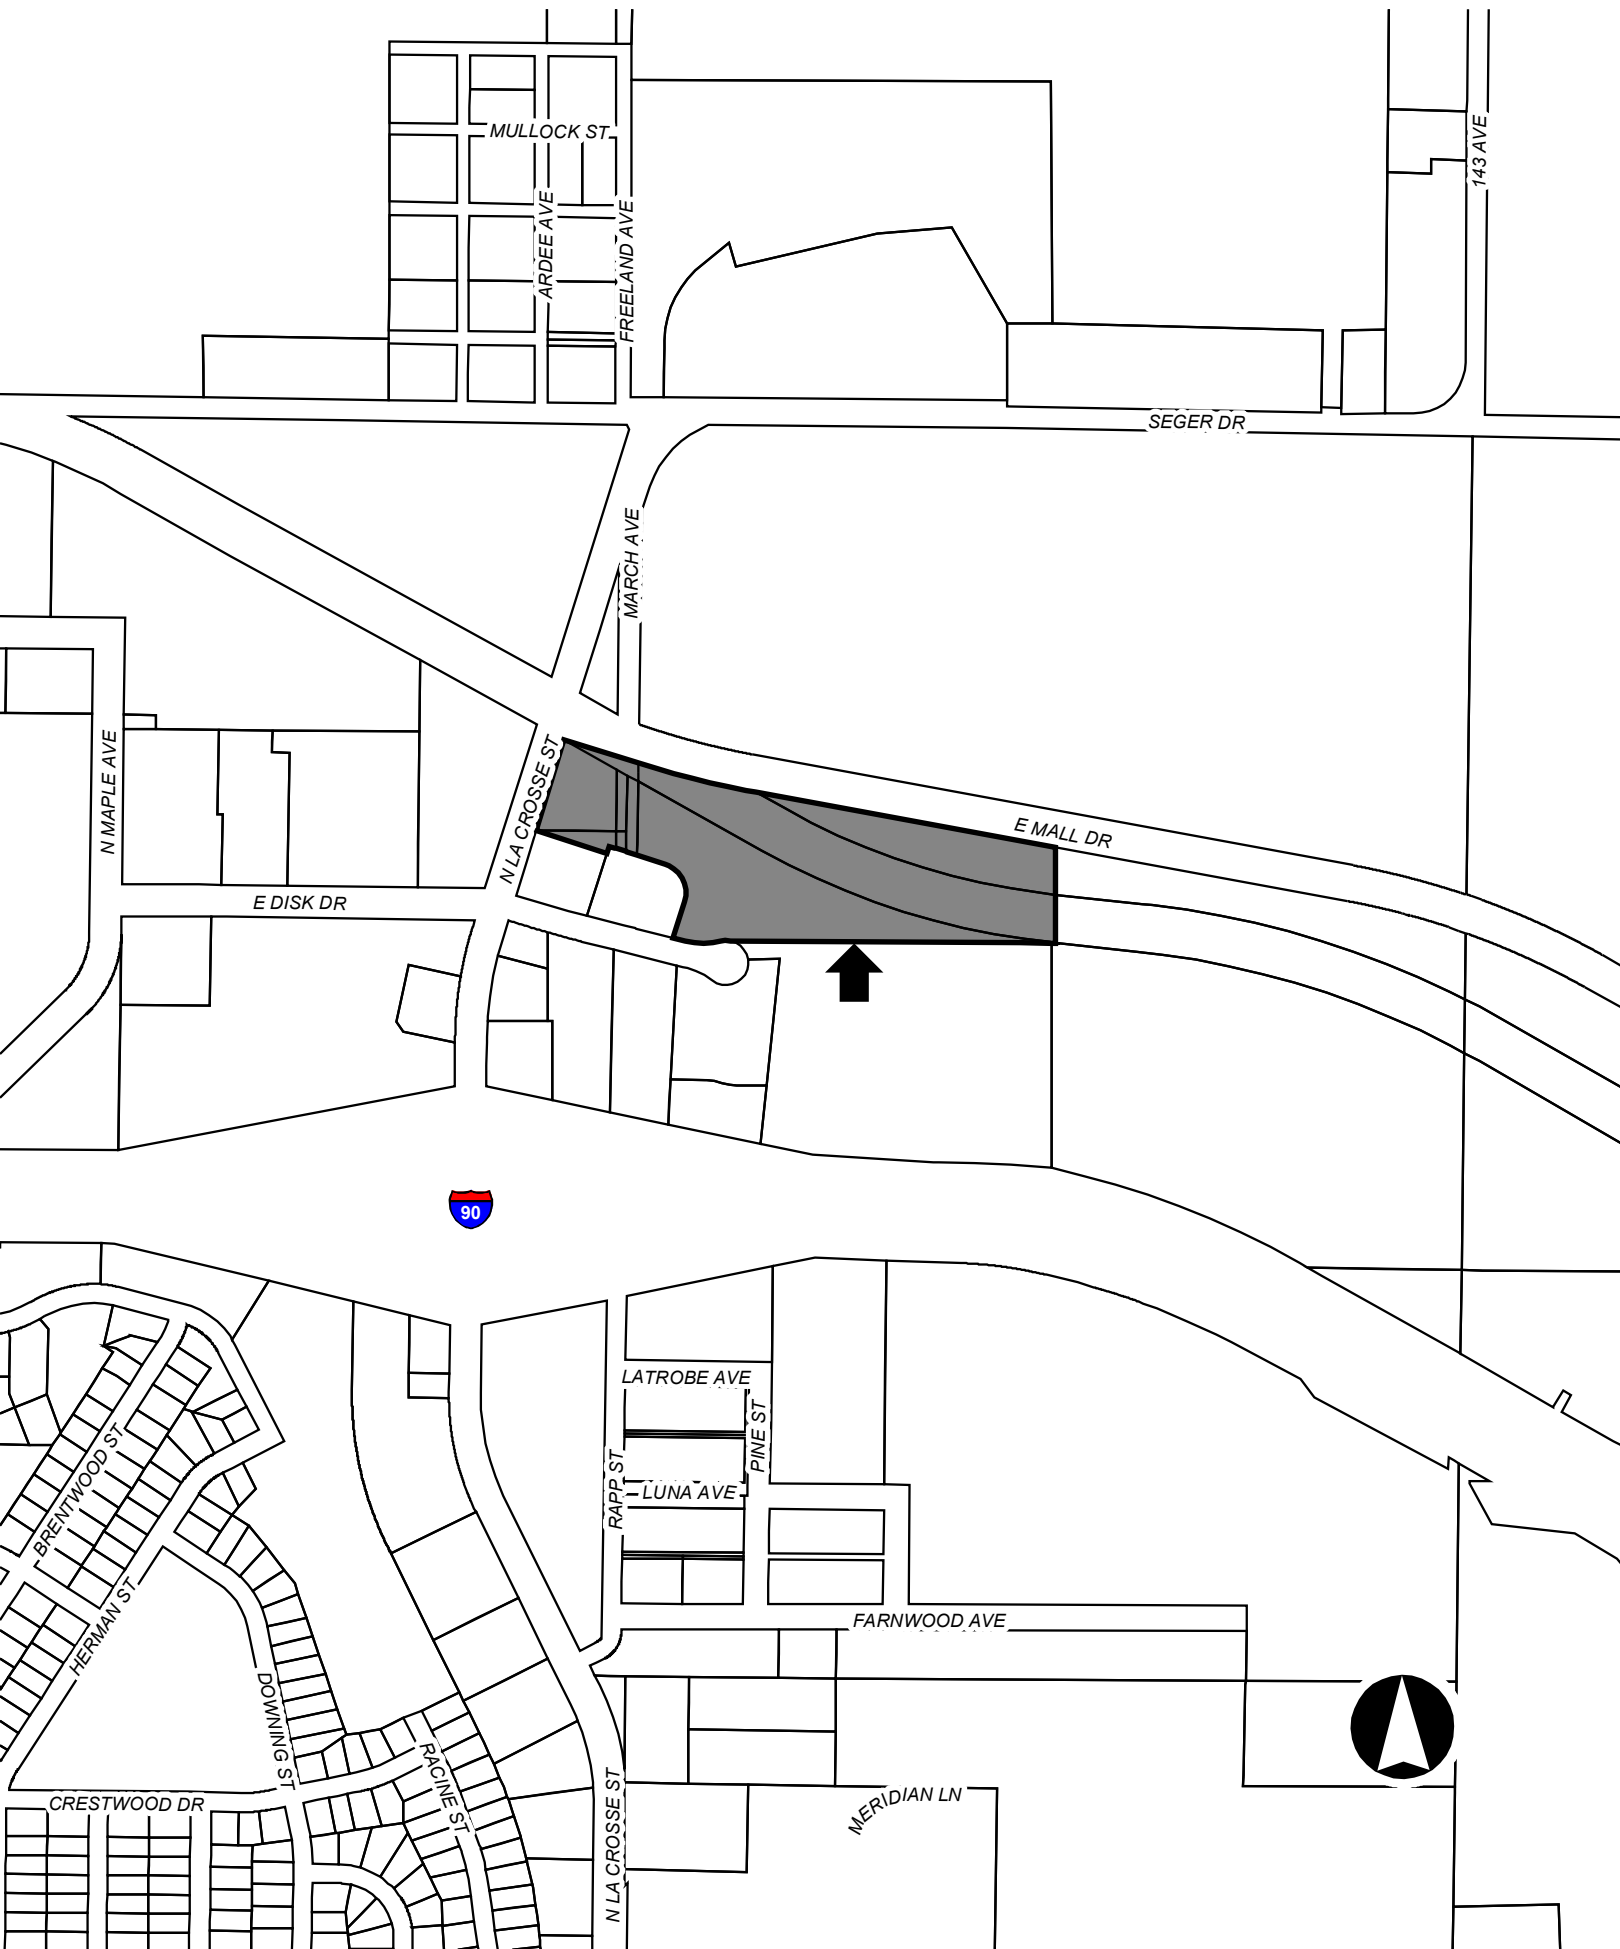 MULLOCK ST
143 AVE
ARDEE AVE
FREELAND AVE
SEGER DR
MARCH AVE
N MAPLE AVE
N LA CROSSE ST
E MALL DR
E DISK DR
90
LATROBE AVE
PINE ST
BRENTWOOD ST
RAPP ST
LUNA AVE
HERMAN ST
FARNWOOD AVE
DOWNING ST
RACINE ST
CRESTWOOD DR
N LA CROSSE ST
MERIDIAN LN